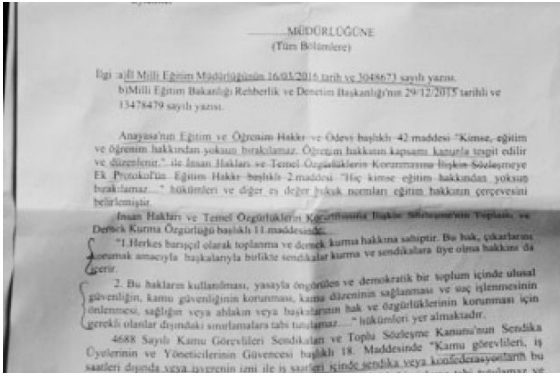 MÜDÜRLÜĞÜNE
(Tüm Bölümlere)
İlgi :a)İl Milli Eğitim Müdürlüğünün 16/03/2016 tarih ve 3048673 sayılı yazısı.
b)Milli Eğitim Bakanlığı Rehberlik ve Denetim Başkanlığı'nın 29/12/2015 tarihli ve
13478479 sayılı yazısı.
Anayasa'nın Eğitim ve Öğrenim Hakkı ve Ödevi başlıklı 42.maddesi "Kimse, eğitim
ve öğrenim hakkından yoksun bırakılamaz. Öğrenim hakkının kapsamı kanunla tespit edilir
ve düzenlenir." ile İnsan Hakları ve Temel Özgürlüklerin Korunmasına İlişkin Sözleşmeye
Ek Protokol'ün Eğitim Hakkı başlıklı 2.maddesi "Hiç kimse eğitim hakkından yoksun
bırakılamaz...." hükümleri ve diğer eş değer hukuk normları eğitim hakkının çerçevesini
belirlemiştir.
İnsan Hakları ve Temel Özgürlüklerin Korunmasına İlişkin Sözleşme'nin Toplantı ve
Dernek Kurma Özgürlüğü başlıklı 11.maddesinde;
"1.Herkes barışçıl olarak toplanma ve dernek kurma hakkına sahiptir. Bu hak, çıkarlarını
korumak amacıyla başkalarıyla birlikte sendikalar kurma ve sendikalara üye olma hakkını da
içerir.
2. Bu hakların kullanılması, yasayla öngörülen ve demokratik bir toplum içinde ulusal
güvenliğin, kamu güvenliğinin korunması, kamu düzeninin sağlanması ve suç işlenmesinin
önlenmesi, sağlığın veya ahlakın veya başkalarının hak ve özgürlüklerinin korunması için
gerekli olanlar dışındaki sınırlamalara tabi tutulamaz...." hükümleri yer almaktadır.
4688 Sayılı Kamu Görevlileri Sendikaları ve Toplu Sözleşme Kanunu'nun Sendika
Üyelerinin ve Yöneticilerinin Güvencesi başlıklı 18. Maddesinde "Kamu görevlileri, iş
saatleri dışında veya işverenin izni ile iş saatleri içinde sendika veya konfederasyonların bu
tutulamaz ve